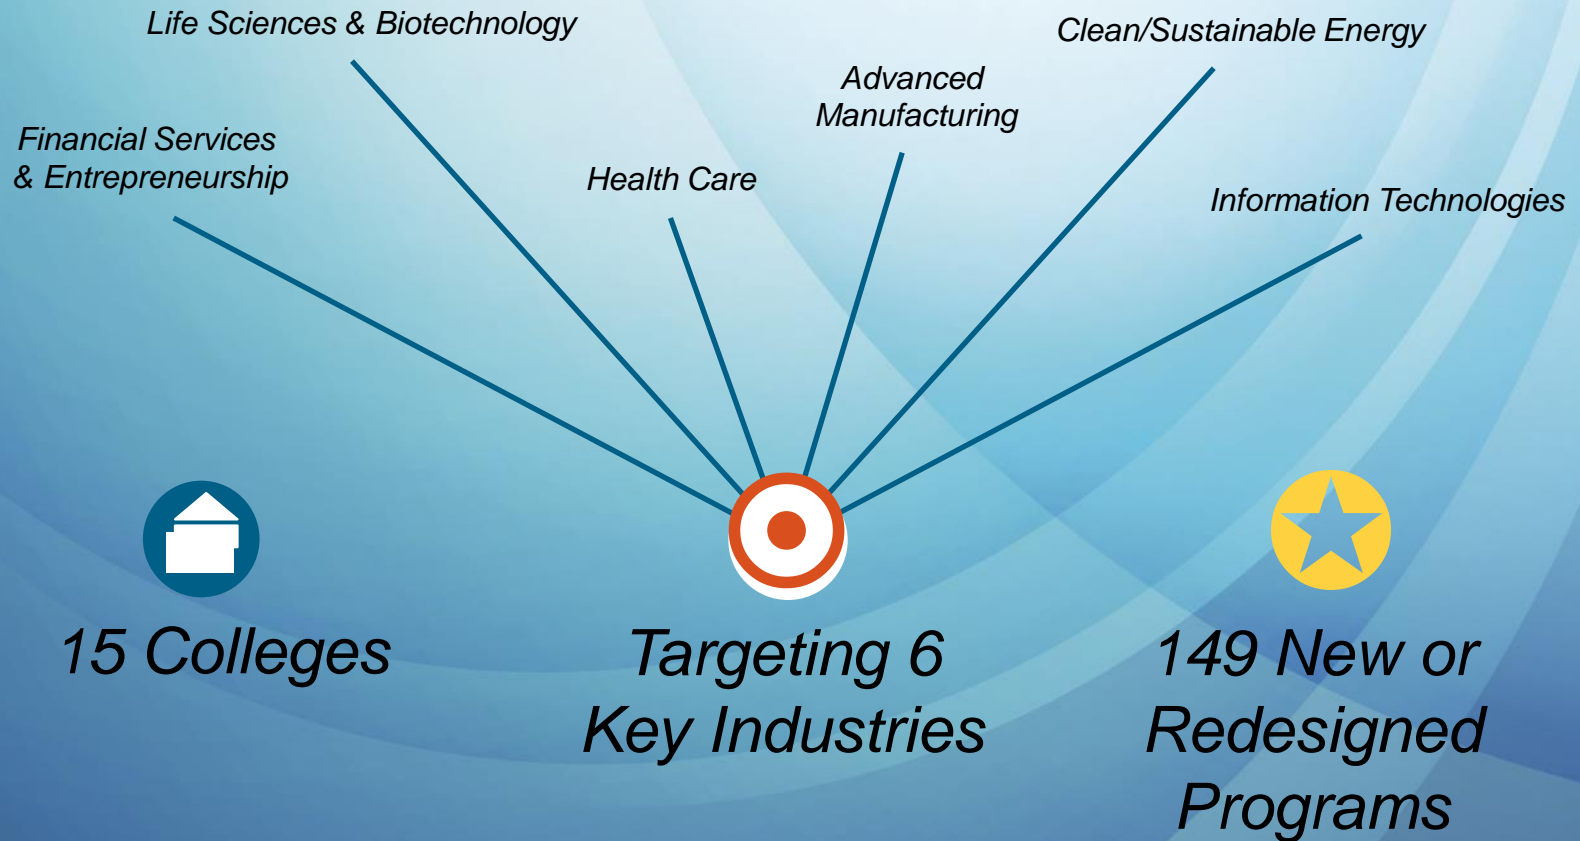 Life Sciences & Biotechnology
Clean/Sustainable Energy
Advanced
Manufacturing
Financial Services
& Entrepreneurship
Health Care
Information Technologies
15 Colleges
Targeting 6
Key Industries
149 New or
Redesigned
Programs